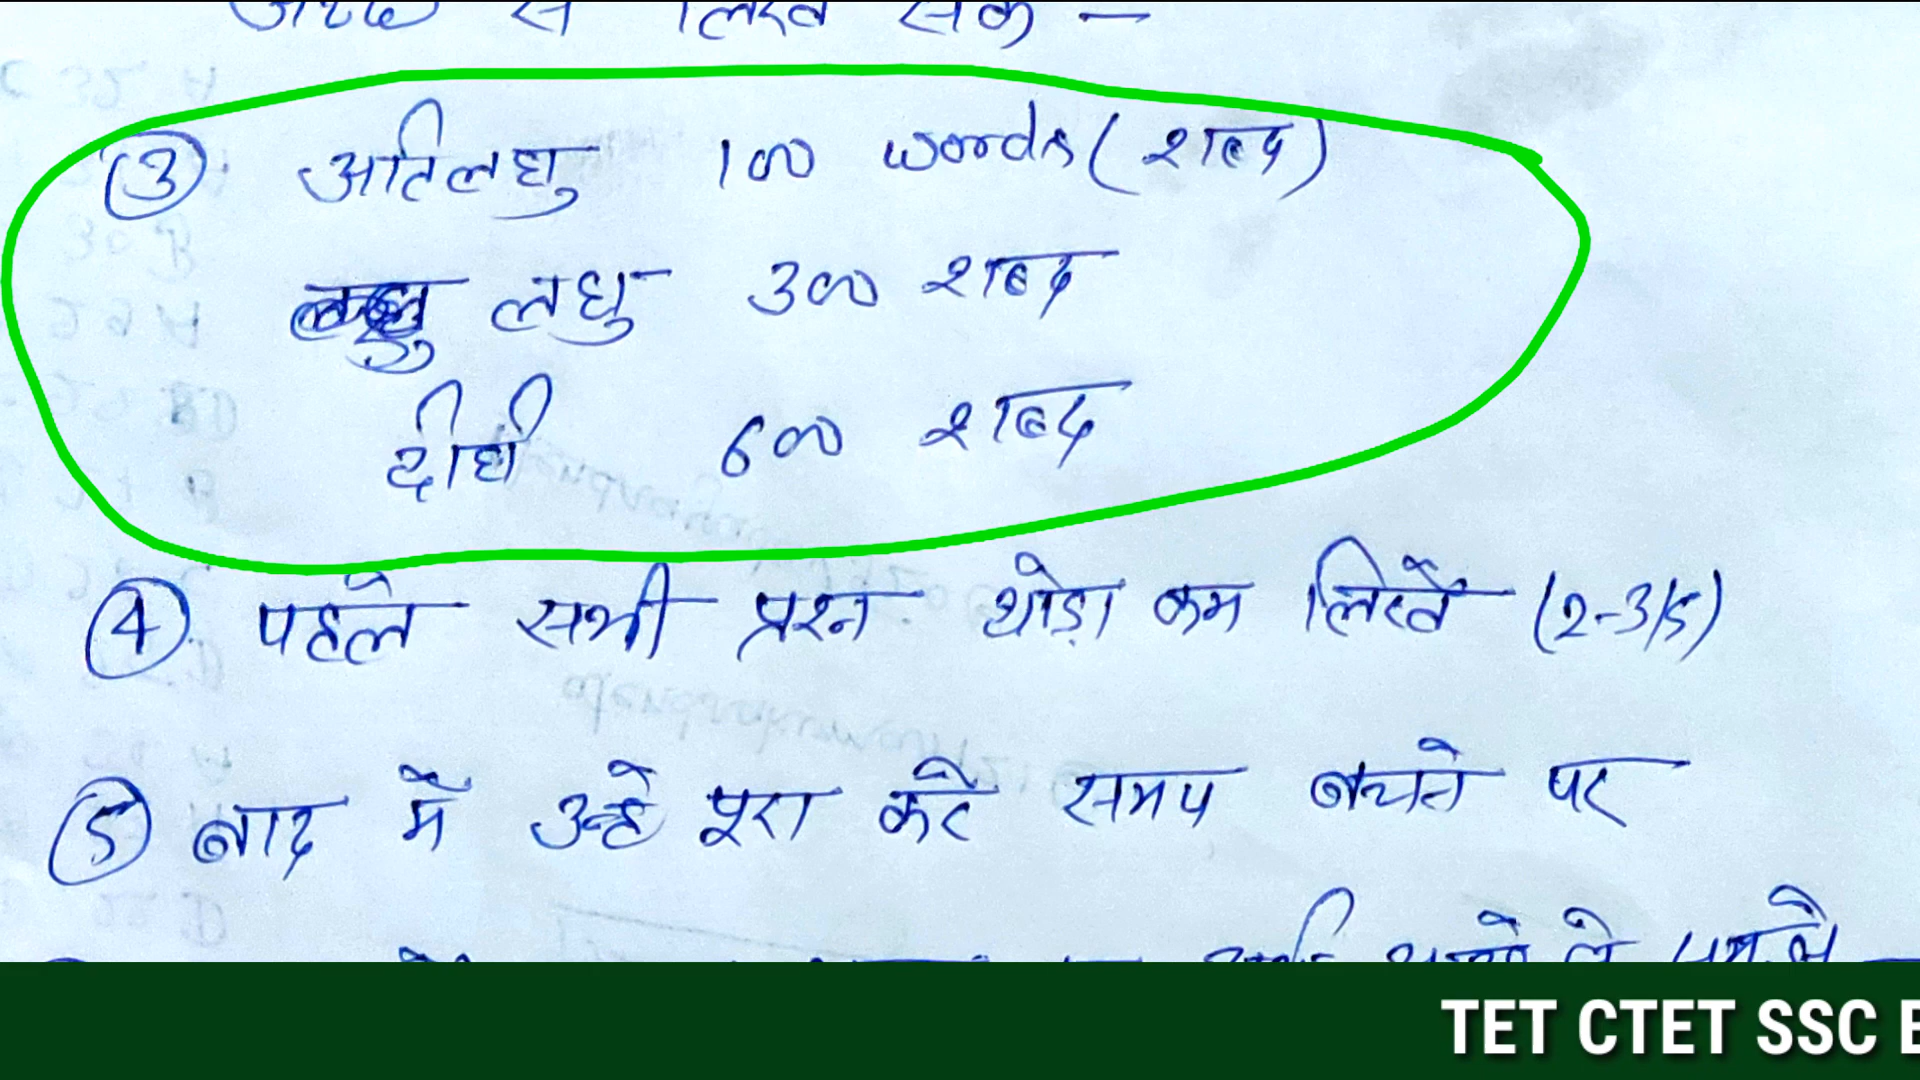 से लिख सके –
③ अतिलघु 100 words (शब्द)
लघु 300 शब्द
दीर्घ 600 शब्द
④ पहले सभी प्रश्न थोड़ा कम लिखें (2-3/5)
⑤ बाद में उन्हे पूरा करें समय बचने पर
TET CTET SSC